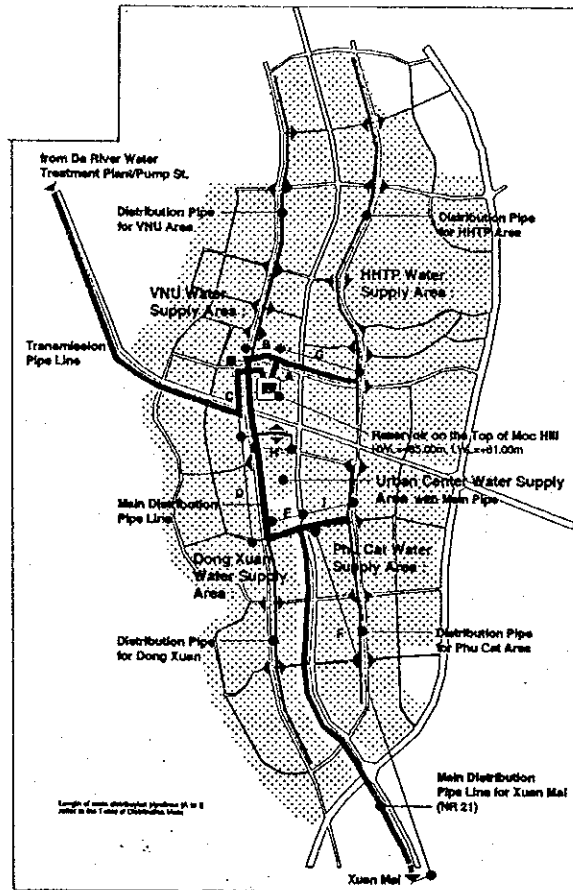 from Da River Water
Treatment Plant/Pump St.
Distribution Pipe
for VNU Area
Distribution Pipe
for HHTP Area
HHTP Water
Supply Area
VNU Water
Supply Area
Transmission
Pipe Line
B
G
A
C
Reservoir on the Top of Moc Hill
H
Urban Center Water Supply
Area with Main Pipe
Main Distribution
Pipe Line
D
E
I
Dong Xuan
Water Supply
Area
Phu Cat Water
Supply Area
F
Distribution Pipe
for Dong Xuan
Distribution Pipe
for Phu Cat Area
Main Distribution
Pipe Line for Xuan Mai
(NR 21)
Xuan Mai